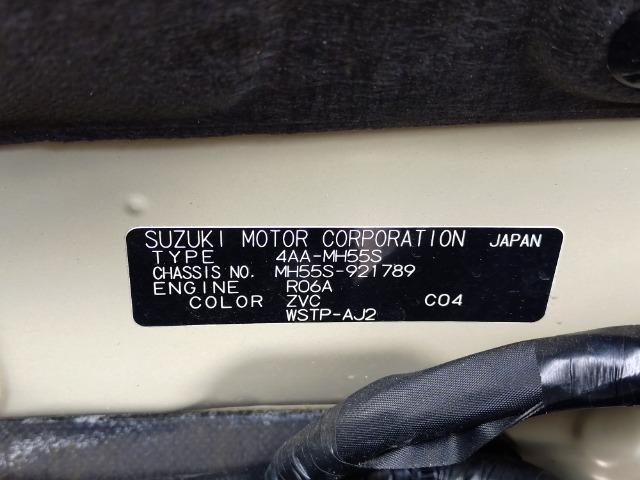 SUZUKI MOTOR CORPORATION JAPAN
TYPE 4AA-MH55S
CHASSIS NO. MH55S-921789
ENGINE R06A
COLOR ZVC C04
WSTP-AJ2